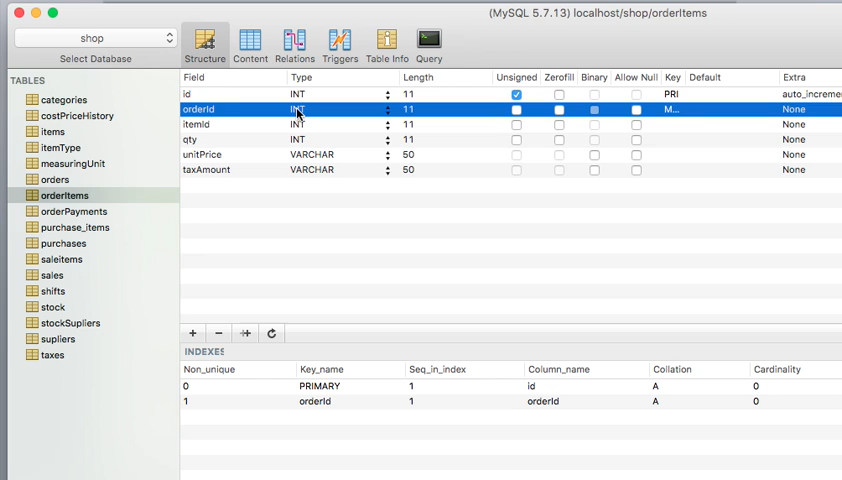 (MySQL 5.7.13) localhost/shop/orderItems
shop
Select Database
Structure Content Relations Triggers Table Info Query
TABLES
categories
costPriceHistory
items
itemType
measuringUnit
orders
orderItems
orderPayments
purchase_items
purchases
saleitems
sales
shifts
stock
stockSupliers
supliers
taxes
Field Type Length Unsigned Zerofill Binary Allow Null Key Default Extra
id INT 11 PRI auto_increme
orderId INT 11 M... None
itemId INT 11 None
qty INT 11 None
unitPrice VARCHAR 50 None
taxAmount VARCHAR 50 None
INDEXES
Non_unique Key_name Seq_in_index Column_name Collation Cardinality
0 PRIMARY 1 id A 0
1 orderId 1 orderId A 0